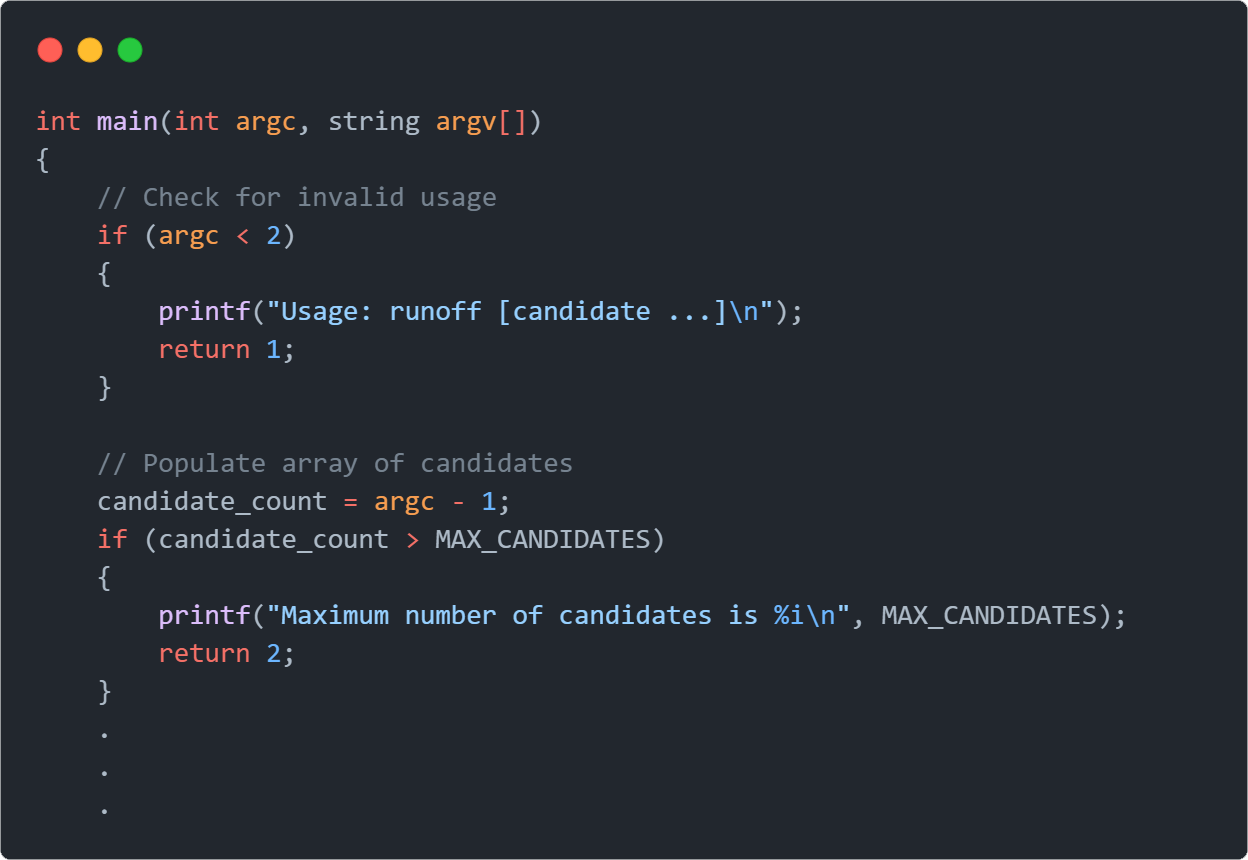 int main(int argc, string argv[])
{
    // Check for invalid usage
    if (argc < 2)
    {
        printf("Usage: runoff [candidate ...]\n");
        return 1;
    }

    // Populate array of candidates
    candidate_count = argc - 1;
    if (candidate_count > MAX_CANDIDATES)
    {
        printf("Maximum number of candidates is %i\n", MAX_CANDIDATES);
        return 2;
    }
    .
    .
    .